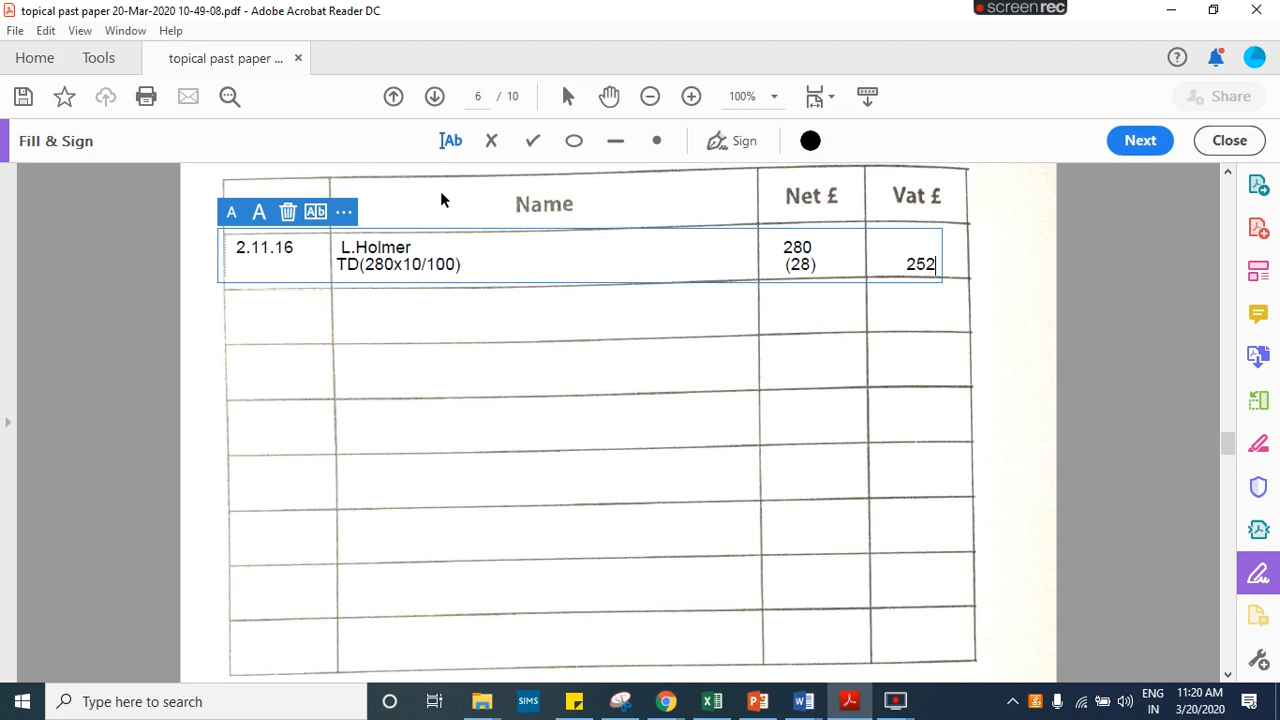 topical past paper 20-Mar-2020 10-49-08.pdf - Adobe Acrobat Reader DC
screenrec
File Edit View Window Help
Home Tools topical past paper ... ×
6 / 10 100% Share
Fill & Sign Ab Sign Next Close
Name Net £ Vat £
A A Ab ...
2.11.16 L.Holmer 280
TD(280x10/100) (28) 252
Type here to search
SIMS
ENG
IN
11:20 AM
3/20/2020